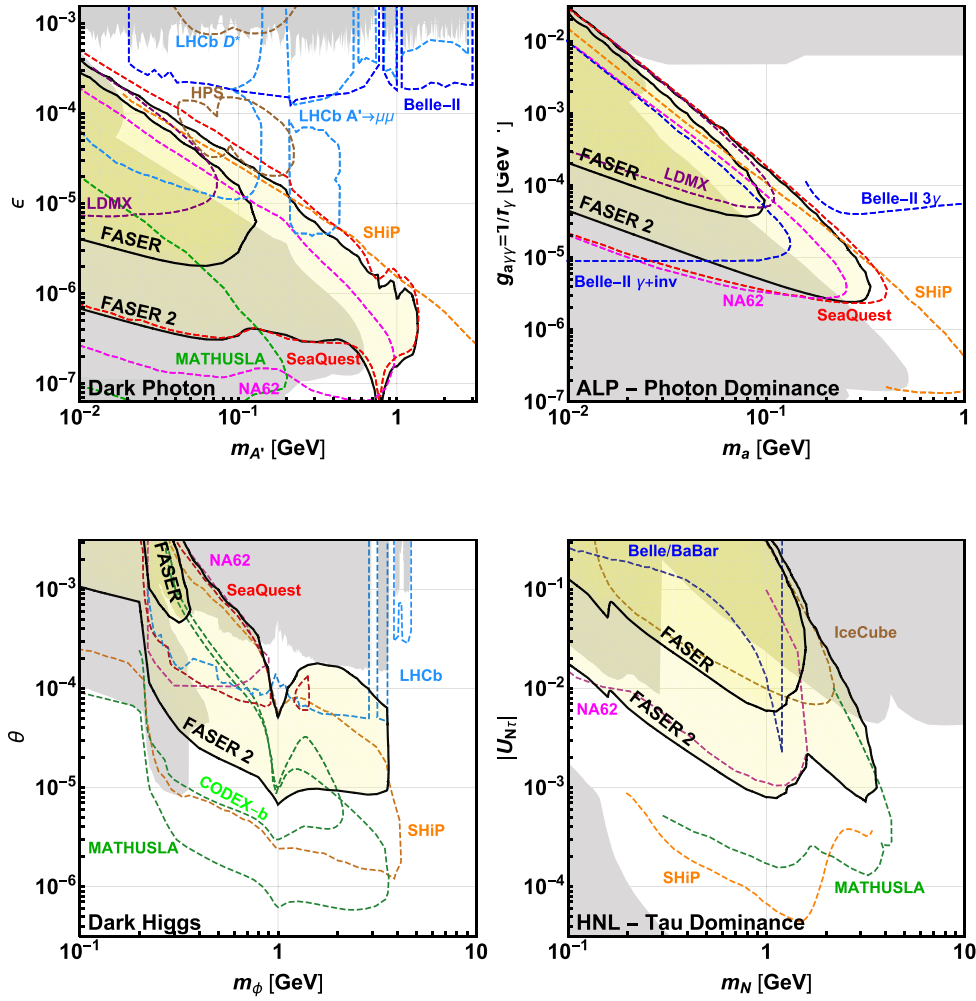 10⁻³
10⁻⁴
10⁻⁵
10⁻⁶
10⁻⁷
ϵ
LHCb D*
HPS
Belle–II
LHCb A'→μμ
LDMX
FASER
SHiP
FASER 2
MATHUSLA
SeaQuest
NA62
Dark Photon
10⁻² 10⁻¹ 1
m_A' [GeV]
10⁻²
10⁻³
10⁻⁴
10⁻⁵
10⁻⁶
10⁻⁷
g_aγγ=1/f_γ [GeV
FASER
LDMX
Belle–II 3γ
FASER 2
Belle–II γ+inv
NA62
SHiP
SeaQuest
ALP – Photon Dominance
10⁻² 10⁻¹ 1
m_a [GeV]
10⁻³
10⁻⁴
10⁻⁵
10⁻⁶
θ
FASER
NA62
SeaQuest
LHCb
FASER 2
CODEX–b
SHiP
MATHUSLA
Dark Higgs
10⁻¹ 1 10
m_ϕ [GeV]
10⁻¹
10⁻²
10⁻³
10⁻⁴
|U_Nτ|
Belle/BaBar
IceCube
FASER
NA62
FASER 2
SHiP
MATHUSLA
HNL – Tau Dominance
10⁻¹ 1 10
m_N [GeV]